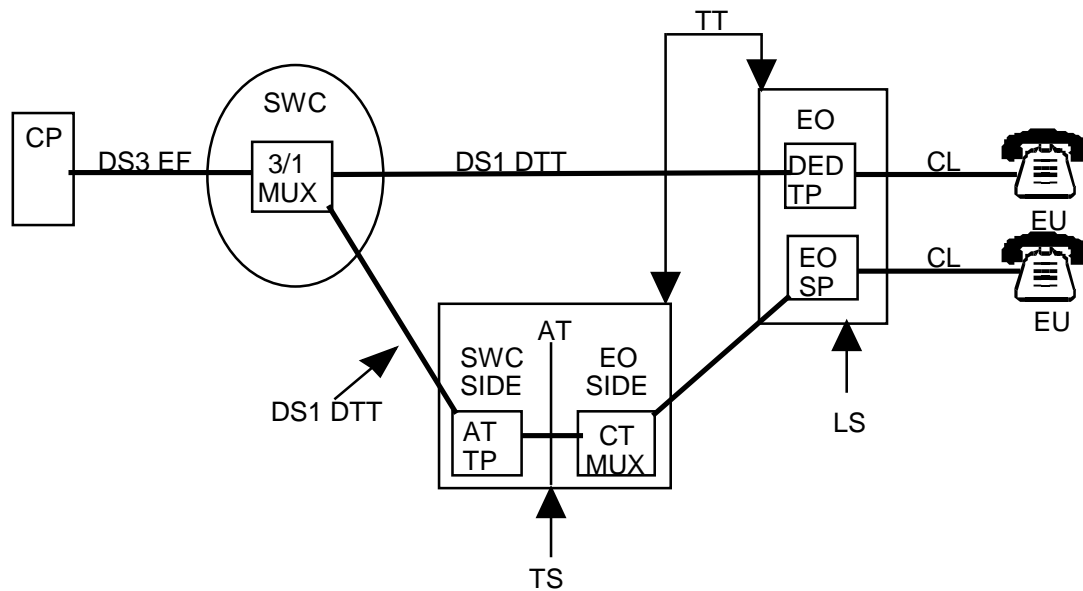 TT
SWC
EO
CP
DS3 EF
3/1
MUX
DS1 DTT
DED
TP
CL
EU
EO
SP
CL
EU
AT
SWC
SIDE
EO
SIDE
DS1 DTT
AT
TP
CT
MUX
LS
TS